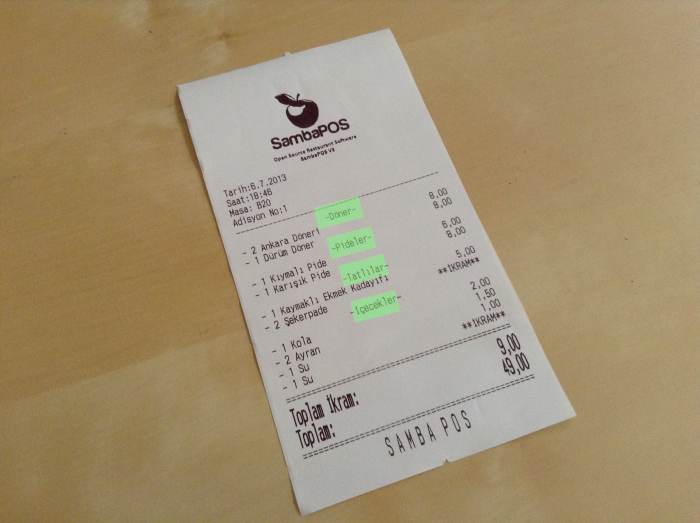 SambaPOS
Open Source Restaurant Software
SambaPOS V3
Tarih:6.7.2013
Saat:18:46
Masa: B20
Adisyon No:1
-Döner-
- 2 Ankara Döneri 8,00
- 1 Dürüm Döner 8,00
-Pideler-
- 1 Kıymalı Pide 6,00
- 1 Karışık Pide 8,00
-Tatlılar-
- 1 Kaymaklı Ekmek Kadayıfı 5,00
- 2 Şekerpade **İKRAM**
-İçecekler-
- 1 Kola 2,00
- 2 Ayran 1,50
- 1 Su 1,00
- 1 Su **İKRAM**
Toplam İkram: 9,00
Toplam: 49,00
SAMBA POS